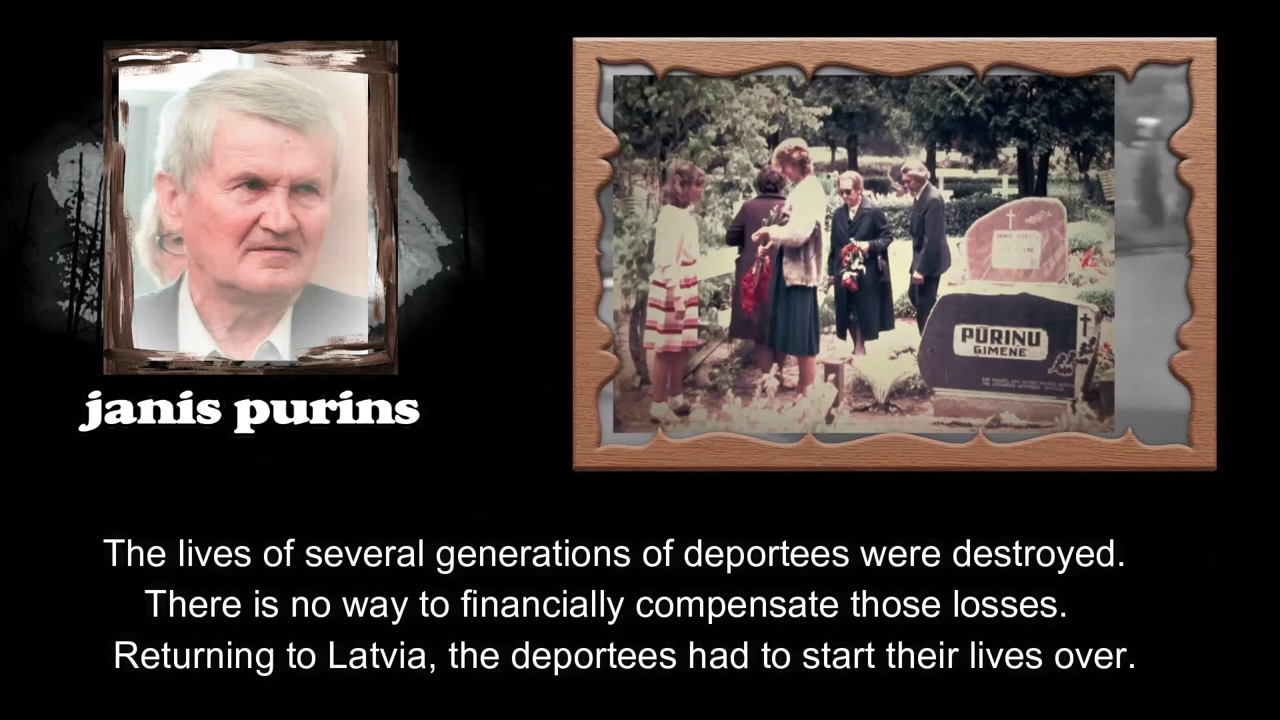 janis purins
PŪRIŅU
GIMENE
The lives of several generations of deportees were destroyed.
There is no way to financially compensate those losses.
Returning to Latvia, the deportees had to start their lives over.